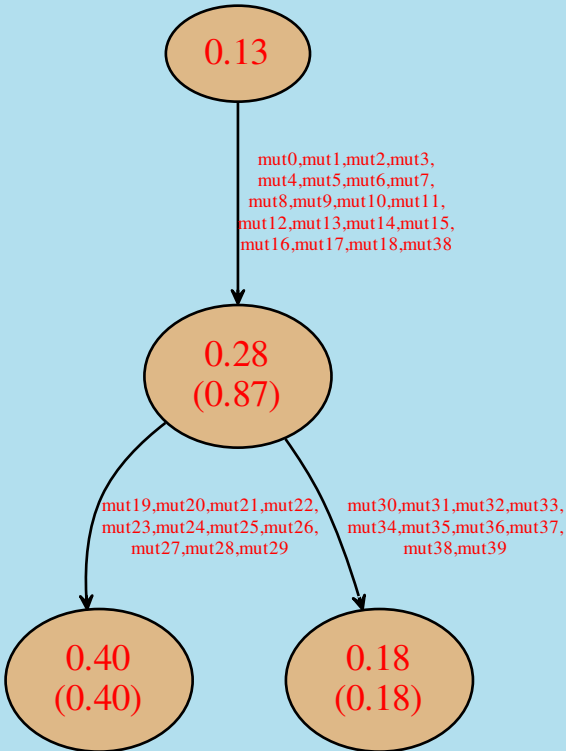 0.13
mut0,mut1,mut2,mut3,
mut4,mut5,mut6,mut7,
mut8,mut9,mut10,mut11,
mut12,mut13,mut14,mut15,
mut16,mut17,mut18,mut38
0.28
(0.87)
mut19,mut20,mut21,mut22,
mut23,mut24,mut25,mut26,
mut27,mut28,mut29
mut30,mut31,mut32,mut33,
mut34,mut35,mut36,mut37,
mut38,mut39
0.40
(0.40)
0.18
(0.18)